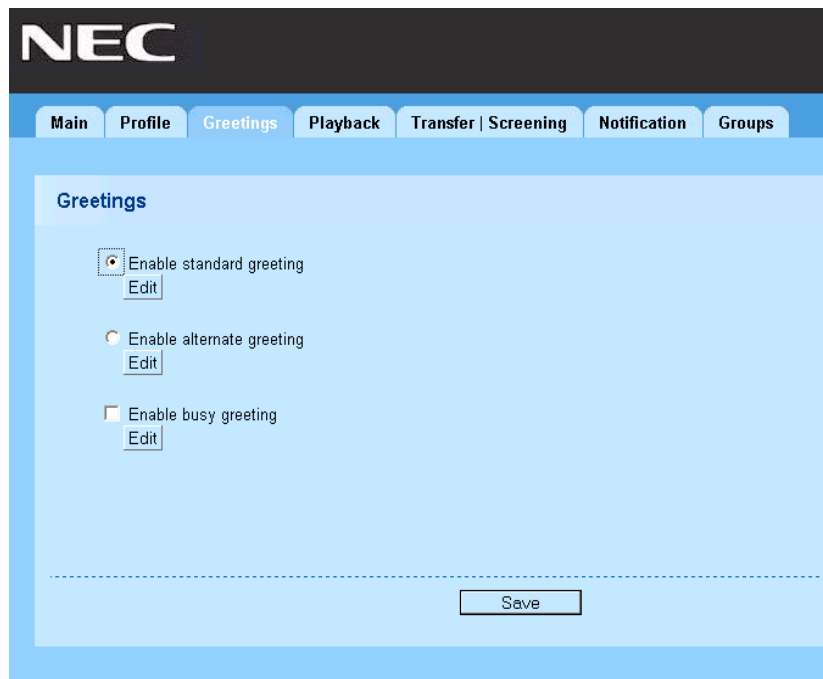 NEC
Main Profile Greetings Playback Transfer | Screening Notification Groups
Greetings
Enable standard greeting
Edit
Enable alternate greeting
Edit
Enable busy greeting
Edit
Save